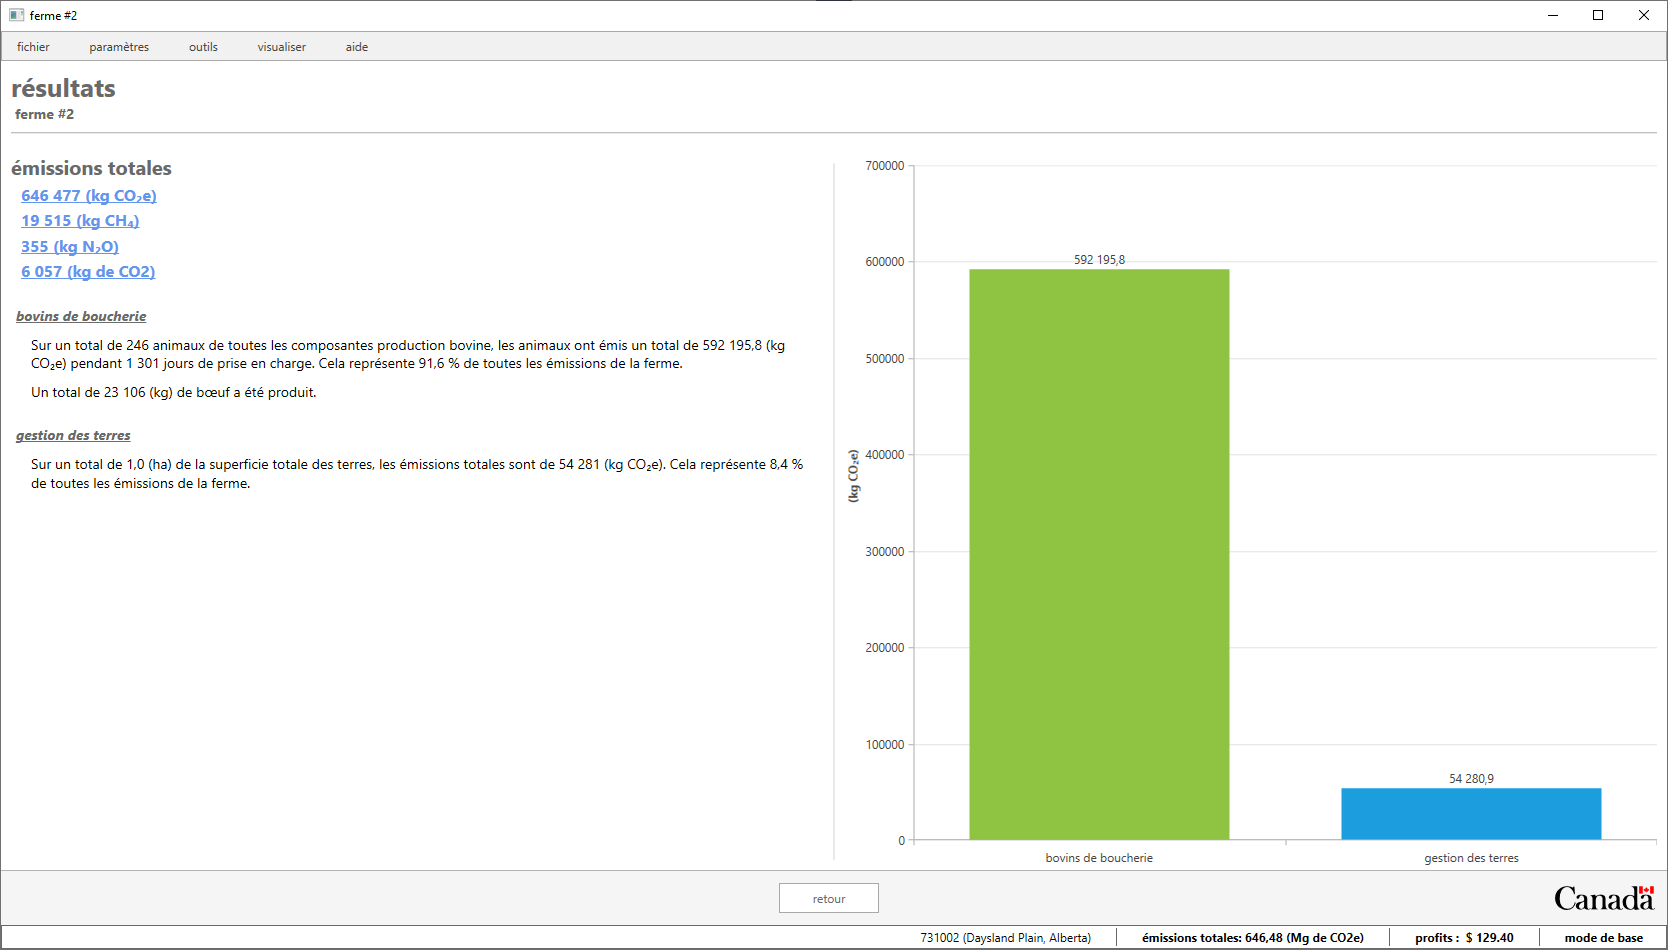 ferme #2
fichier paramètres outils visualiser aide
résultats
ferme #2
émissions totales
646 477 (kg CO₂e)
19 515 (kg CH₄)
355 (kg N₂O)
6 057 (kg de CO2)
bovins de boucherie
Sur un total de 246 animaux de toutes les composantes production bovine, les animaux ont émis un total de 592 195,8 (kg
CO₂e) pendant 1 301 jours de prise en charge. Cela représente 91,6 % de toutes les émissions de la ferme.
Un total de 23 106 (kg) de bœuf a été produit.
gestion des terres
Sur un total de 1,0 (ha) de la superficie totale des terres, les émissions totales sont de 54 281 (kg CO₂e). Cela représente 8,4 %
de toutes les émissions de la ferme.
(kg CO₂e)
700000
600000
500000
400000
300000
200000
100000
0
592 195,8
54 280,9
bovins de boucherie
gestion des terres
retour
Canada
731002 (Daysland Plain, Alberta)
émissions totales: 646,48 (Mg de CO2e)
profits : $ 129.40
mode de base